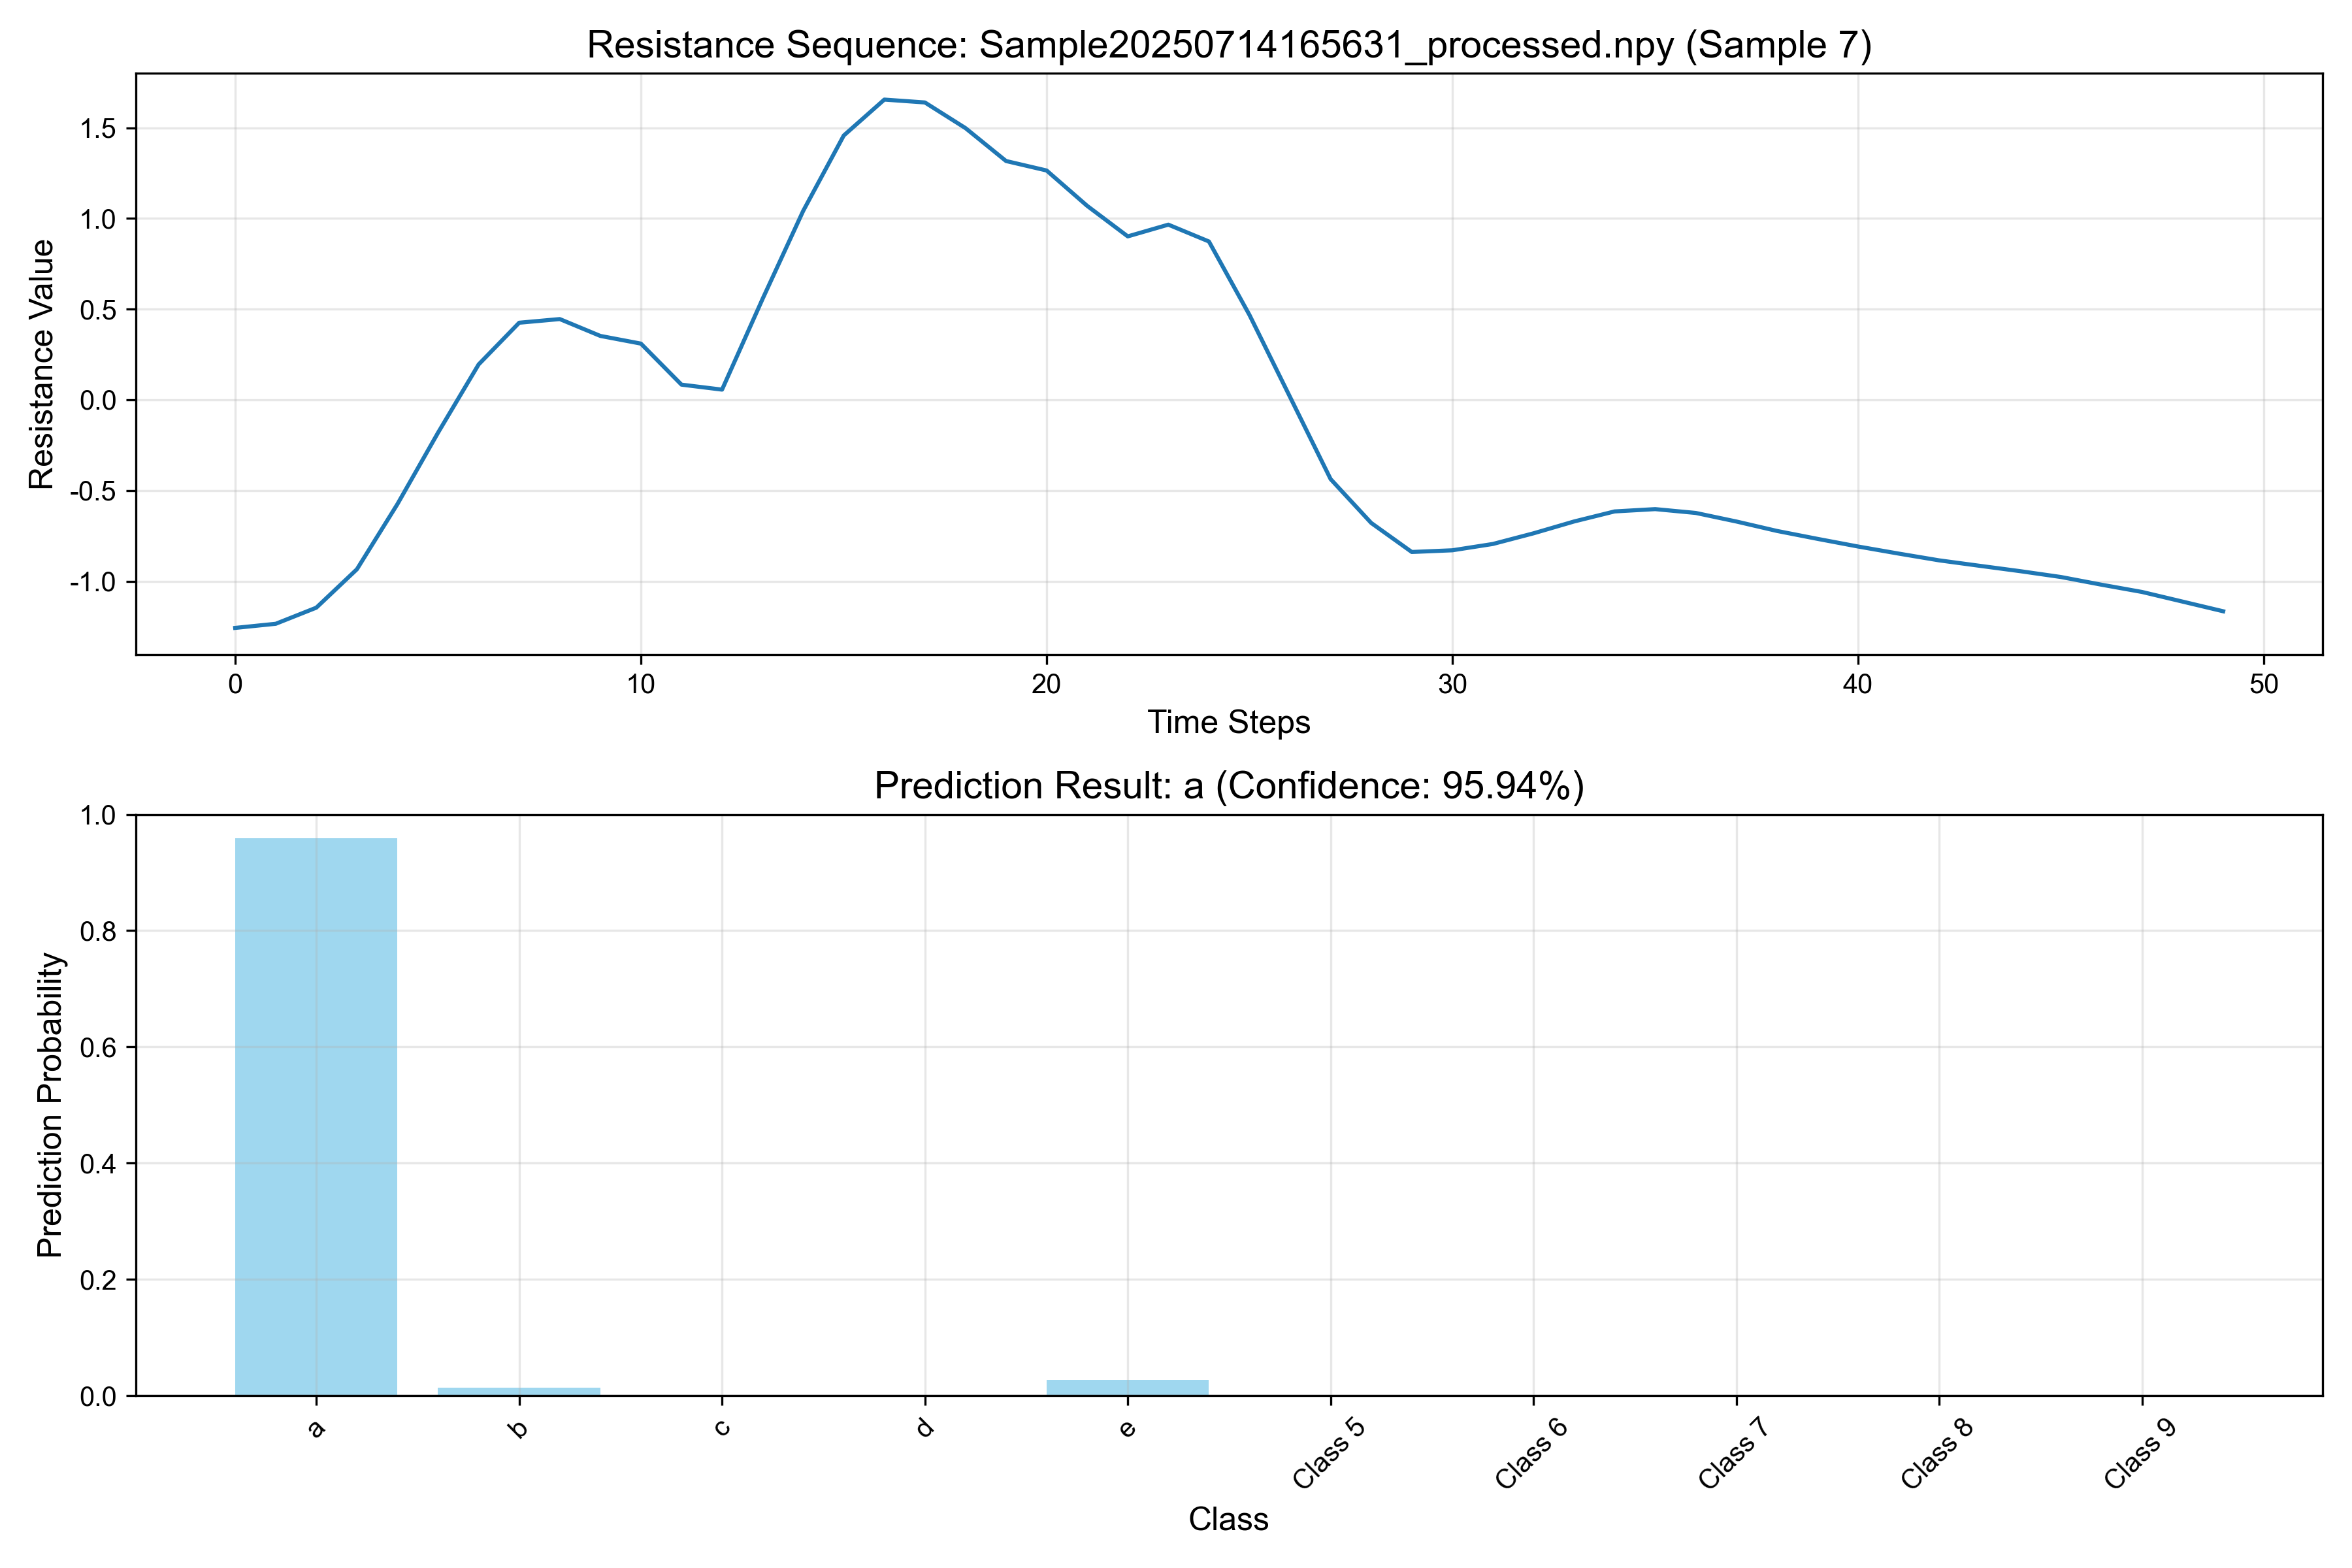 Resistance Sequence: Sample20250714165631_processed.npy (Sample 7)
Resistance Value
1.5
1.0
0.5
0.0
-0.5
-1.0
0
10
20
30
40
50
Time Steps
Prediction Result: a (Confidence: 95.94%)
Prediction Probability
1.0
0.8
0.6
0.4
0.2
0.0
a
b
c
d
e
Class 5
Class 6
Class 7
Class 8
Class 9
Class